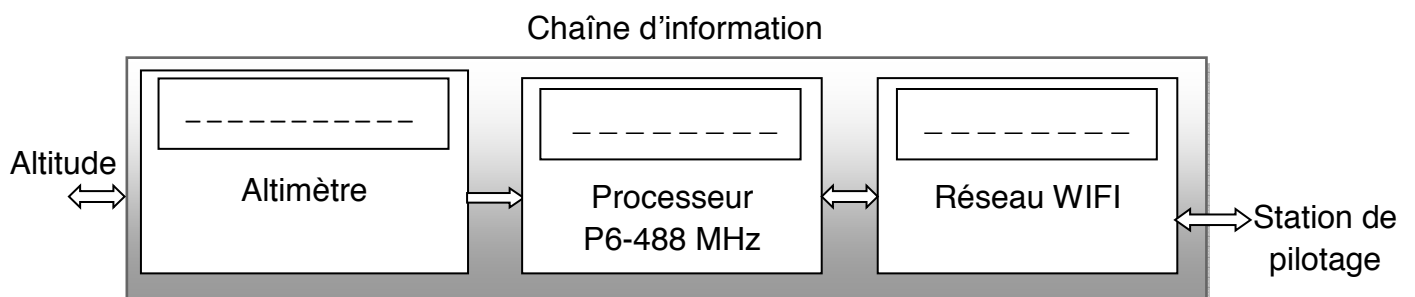 Chaîne d'information
Altitude
_ _ _ _ _ _ _ _ _ _ _
Altimètre
_ _ _ _ _ _ _ _
Processeur
P6-488 MHz
_ _ _ _ _ _ _ _
Réseau WIFI
Station de
pilotage